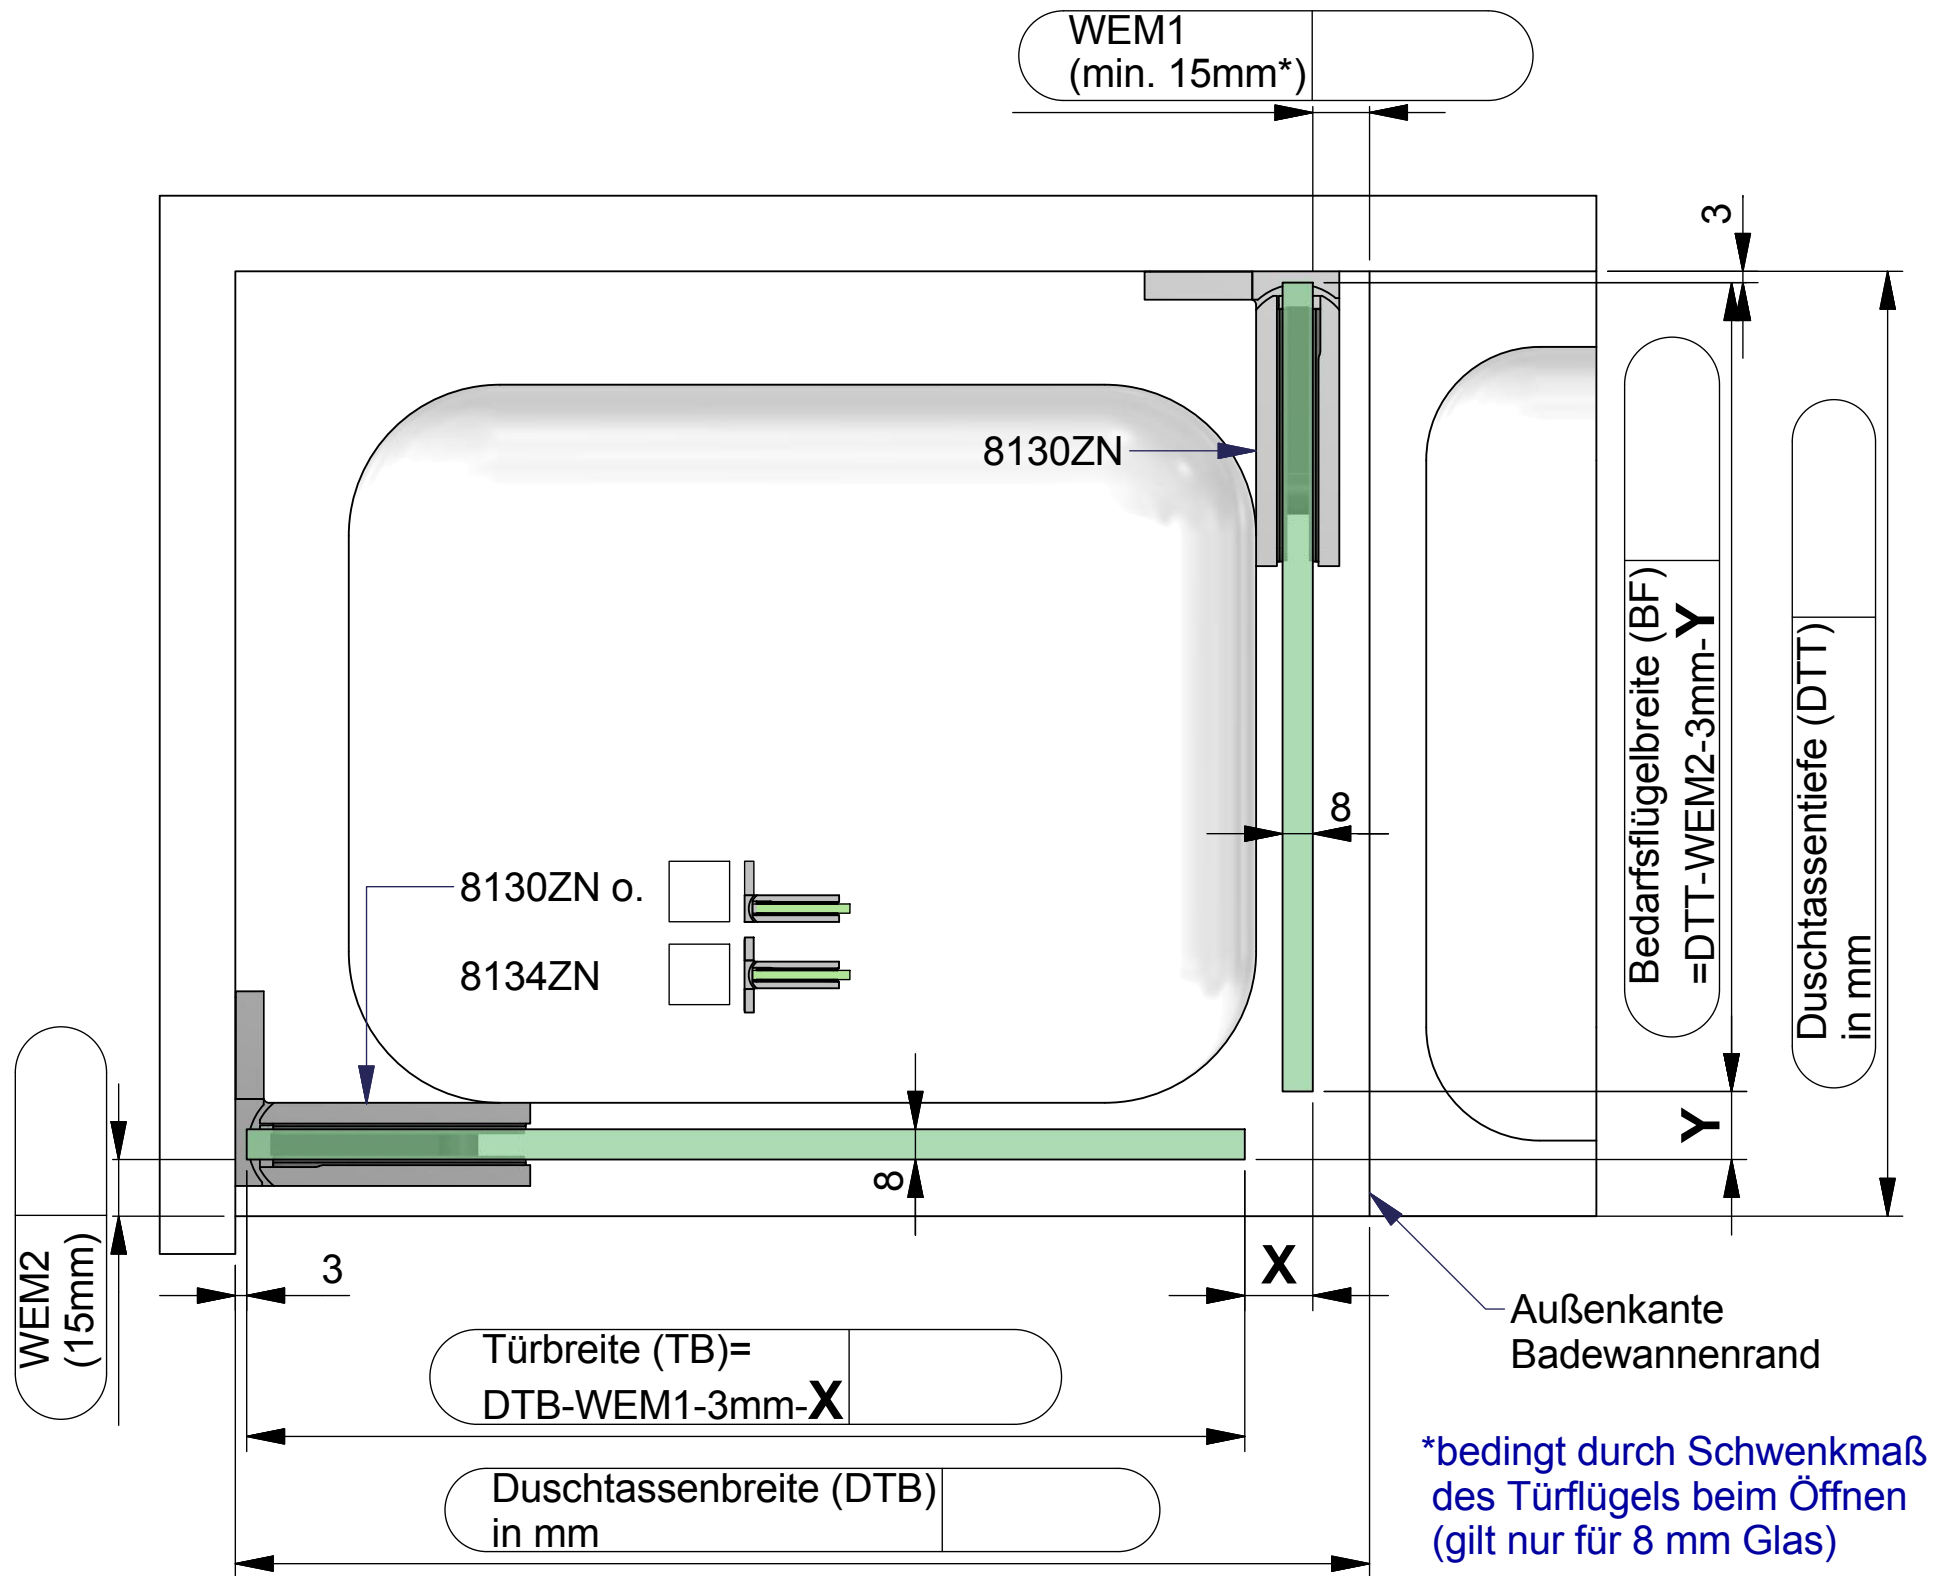 WEM1
(min. 15mm*)
3
8130ZN
8
Bedarfsflügelbreite (BF)
=DTT-WEM2-3mm-Y
Duschtassentiefe (DTT)
in mm
8130ZN o.
8134ZN
8
Y
WEM2
(15mm)
3
X
Außenkante
Badewannenrand
Türbreite (TB)=
DTB-WEM1-3mm-X
Duschtassenbreite (DTB)
in mm
*bedingt durch Schwenkmaß
des Türflügels beim Öffnen
(gilt nur für 8 mm Glas)